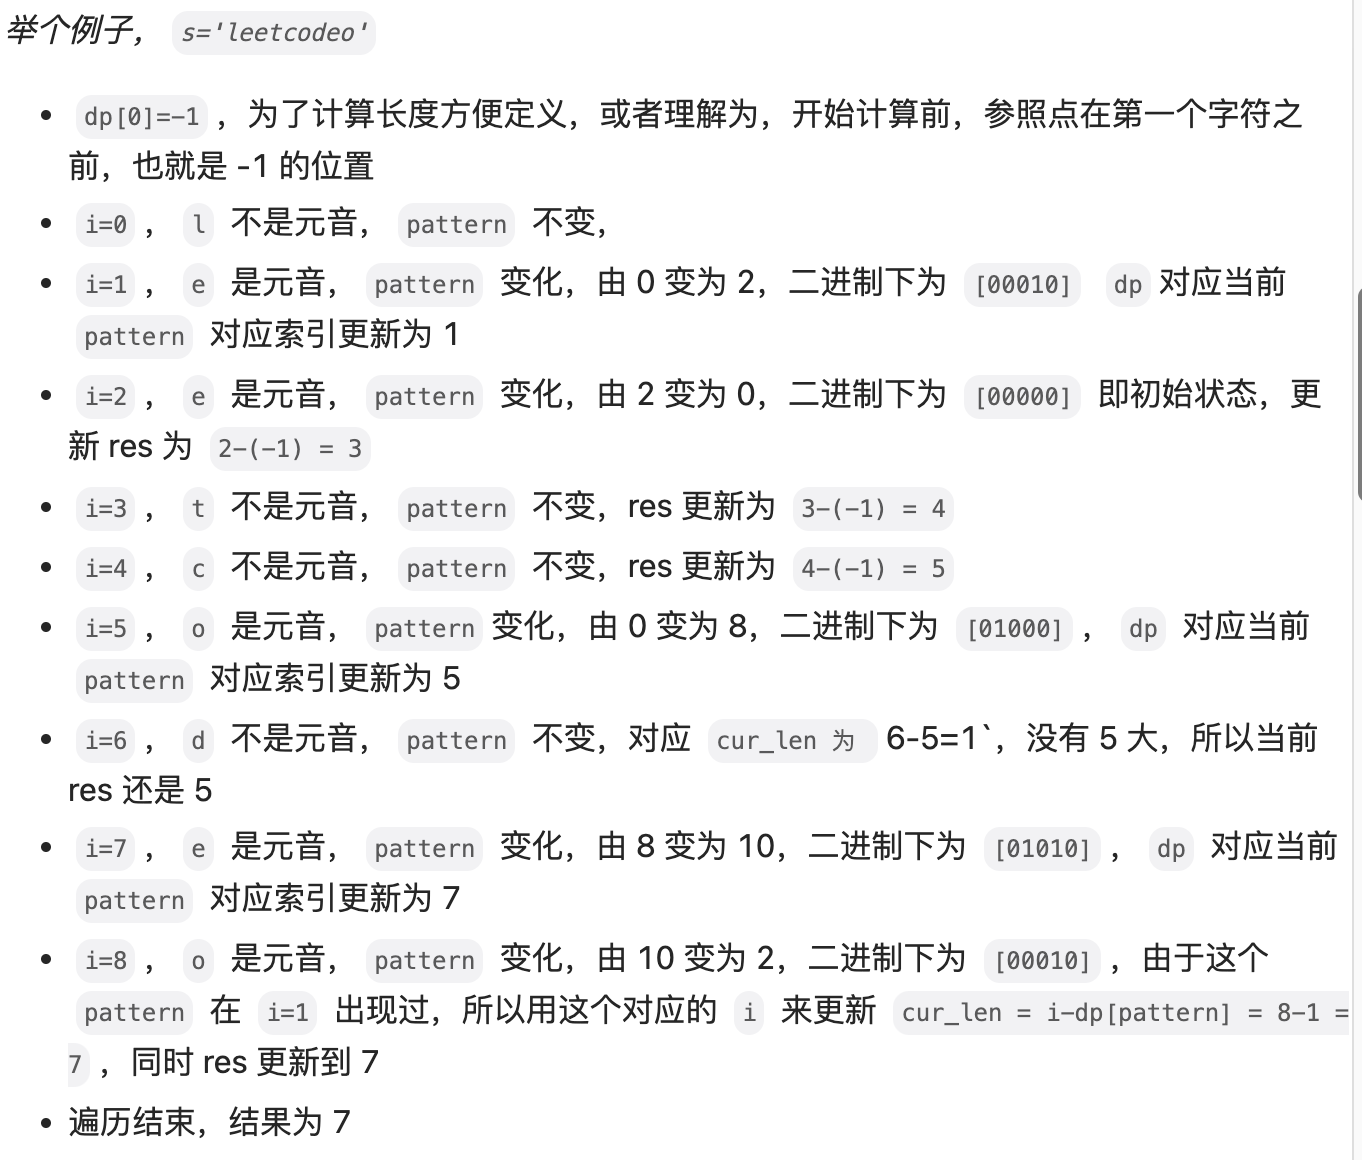 举个例子， s='leetcodeo'
• dp[0]=-1 ，为了计算长度方便定义，或者理解为，开始计算前，参照点在第一个字符之
前，也就是 -1 的位置
• i=0 ， l 不是元音， pattern 不变，
• i=1 ， e 是元音， pattern 变化，由 0 变为 2，二进制下为 [00010] dp 对应当前
pattern 对应索引更新为 1
• i=2 ， e 是元音， pattern 变化，由 2 变为 0，二进制下为 [00000] 即初始状态，更
新 res 为 2-(-1) = 3
• i=3 ， t 不是元音， pattern 不变，res 更新为 3-(-1) = 4
• i=4 ， c 不是元音， pattern 不变，res 更新为 4-(-1) = 5
• i=5 ， o 是元音， pattern 变化，由 0 变为 8，二进制下为 [01000] ， dp 对应当前
pattern 对应索引更新为 5
• i=6 ， d 不是元音， pattern 不变，对应 cur_len 为 6-5=1`，没有 5 大，所以当前
res 还是 5
• i=7 ， e 是元音， pattern 变化，由 8 变为 10，二进制下为 [01010] ， dp 对应当前
pattern 对应索引更新为 7
• i=8 ， o 是元音， pattern 变化，由 10 变为 2，二进制下为 [00010] ，由于这个
pattern 在 i=1 出现过，所以用这个对应的 i 来更新 cur_len = i-dp[pattern] = 8-1 =
7 ，同时 res 更新到 7
• 遍历结束，结果为 7